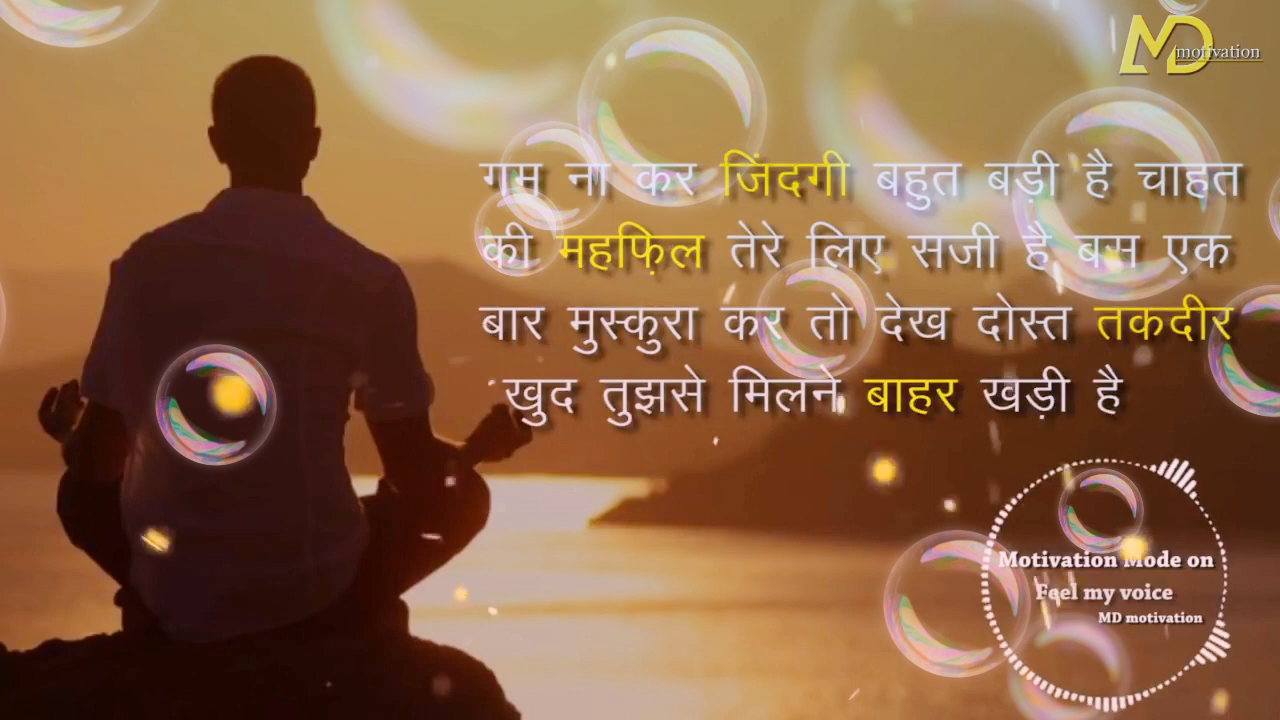 MD motivation
गम ना कर जिंदगी बहुत बड़ी है चाहत
की महफ़िल तेरे लिए सजी है बस एक
बार मुस्कुरा कर तो देख दोस्त तकदीर
खुद तुझसे मिलने बाहर खड़ी है
Motivation Mode on
Feel my voice
MD motivation